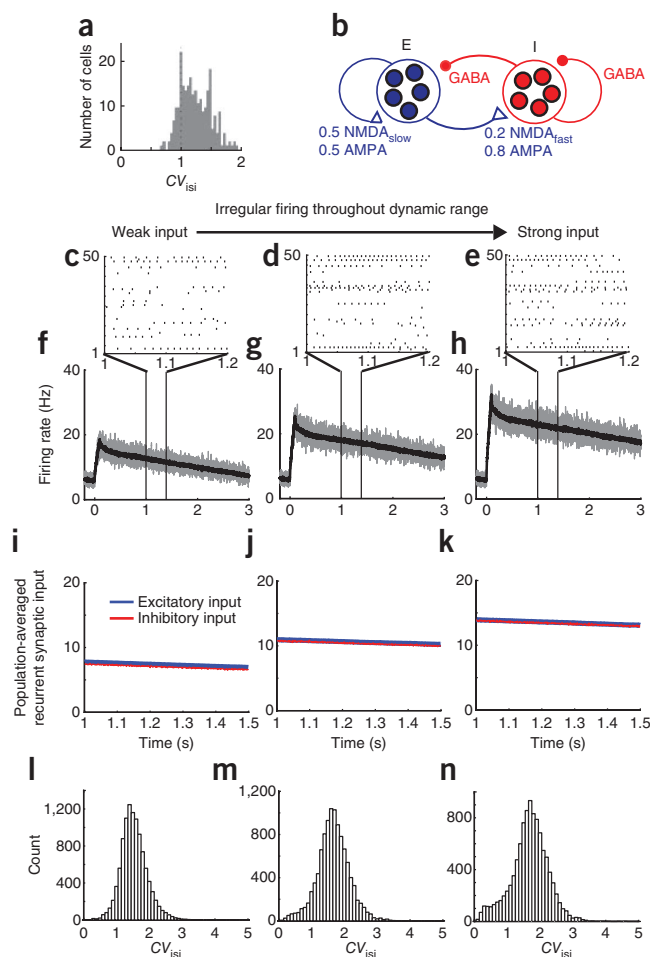 a
Number of cells
20
10
0
0
1
2
CVisi
b
E
I
GABA
GABA
0.5 NMDAslow
0.5 AMPA
0.2 NMDAfast
0.8 AMPA
Irregular firing throughout dynamic range
Weak input
Strong input
c
50
1
1
1.1
1.2
d
50
1
1
1.1
1.2
e
50
1
1
1.1
1.2
f
Firing rate (Hz)
40
20
0
0
1
2
3
g
40
20
0
0
1
2
3
h
40
20
0
0
1
2
3
i
Population-averaged
recurrent synaptic input
20
10
0
Excitatory input
Inhibitory input
1
1.1
1.2
1.3
1.4
1.5
Time (s)
j
20
10
0
1
1.1
1.2
1.3
1.4
1.5
Time (s)
k
20
10
0
1
1.1
1.2
1.3
1.4
1.5
Time (s)
l
Count
1,200
800
400
0
0
1
2
3
4
5
CVisi
m
1,200
800
400
0
0
1
2
3
4
5
CVisi
n
800
400
0
0
1
2
3
4
5
CVisi